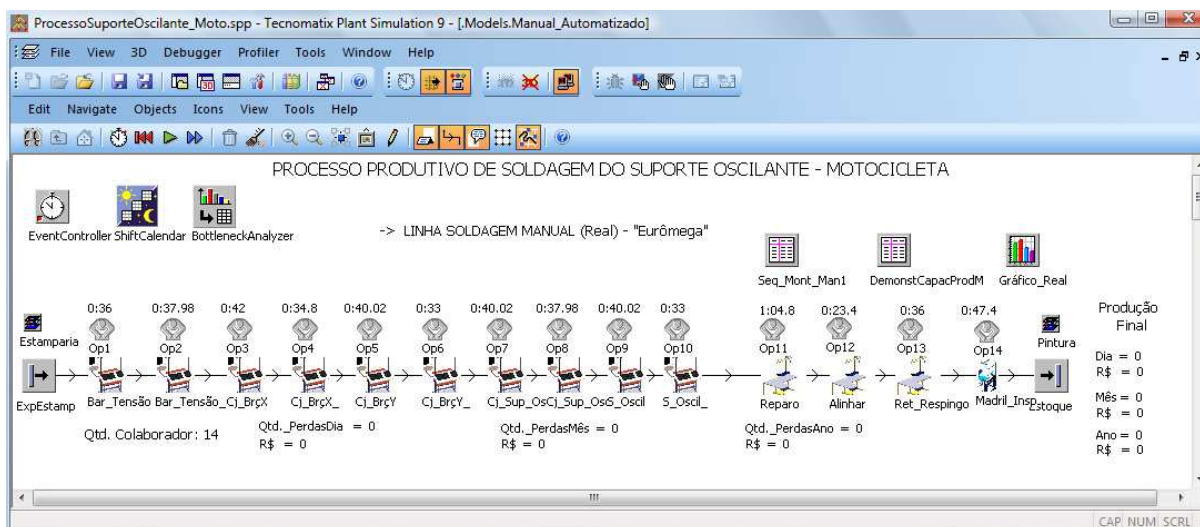 ProcessoSuporteOscilante_Moto.spp - Tecnomatix Plant Simulation 9 - [.Models.Manual_Automatizado]
File View 3D Debugger Profiler Tools Window Help
Edit Navigate Objects Icons View Tools Help
PROCESSO PRODUTIVO DE SOLDAGEM DO SUPORTE OSCILANTE - MOTOCICLETA
EventController ShiftCalendar BottleneckAnalyzer
-> LINHA SOLDAGEM MANUAL (Real) - "Eurômega"
Seq_Mont_Man1 DemonstCapacProdM Gráfico_Real
0:36 0:37.98 0:42 0:34.8 0:40.02 0:33 0:40.02 0:37.98 0:40.02 0:33 1:04.8 0:23.4 0:36 0:47.4
Produção
Final
Estamparia
Op1 Op2 Op3 Op4 Op5 Op6 Op7 Op8 Op9 Op10 Op11 Op12 Op13 Op14
Pintura
ExpEstamp Bar_Tensão Bar_Tensão_Cj_BrçX Cj_BrçX_ Cj_BrçY Cj_BrçY_ Cj_Sup_OsCj_Sup_OscS_Oscil S_Oscil_ Reparo Alinhar Ret_Respingo Madril_Insp Estoque
Dia = 0
R$ = 0
Mês = 0
R$ = 0
Ano = 0
R$ = 0
Qtd. Colaborador: 14
Qtd._PerdasDia = 0
R$ = 0
Qtd._PerdasMês = 0
R$ = 0
Qtd._PerdasAno = 0
R$ = 0
CAP NUM SCRL